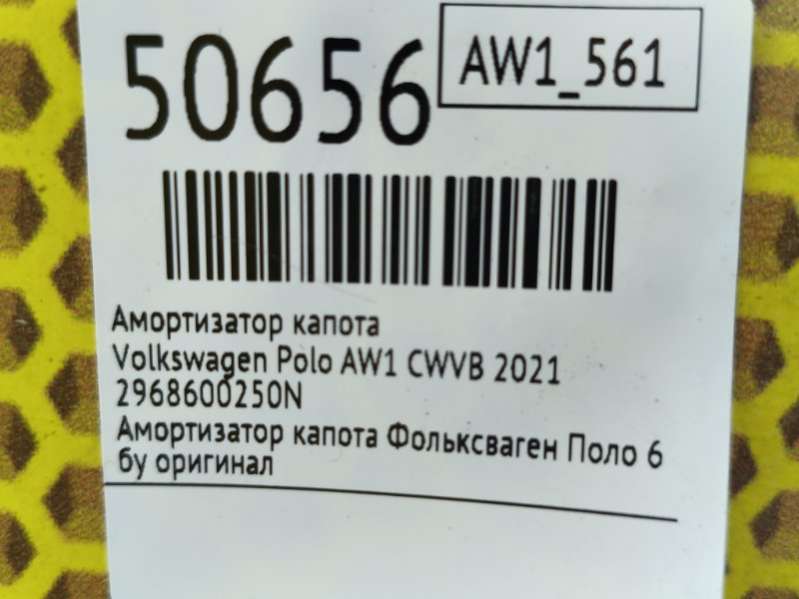 50656
AW1_561
Амортизатор капота
Volkswagen Polo AW1 CWVB 2021
2968600250N
Амортизатор капота Фольксваген Поло 6
бу оригинал